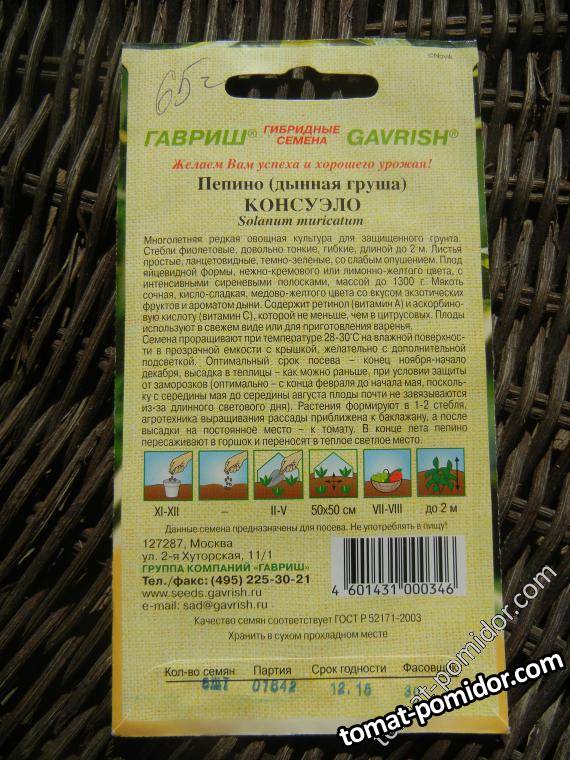 ©Novik
65 г
ГАВРИШ® ГИБРИДНЫЕ СЕМЕНА GAVRISH®
Желаем Вам успеха и хорошего урожая!
Пепино (дынная груша)
КОНСУЭЛО
Solanum muricatum
Многолетняя редкая овощная культура для защищенного грунта.
Стебли фиолетовые, довольно тонкие, гибкие, длиной до 2 м. Листья
простые, ланцетовидные, темно-зеленые, со слабым опушением. Плод
яйцевидной формы, нежно-кремового или лимонно-желтого цвета, с
интенсивными сиреневыми полосками, массой до 1300 г. Мякоть
сочная, кисло-сладкая, медово-желтого цвета со вкусом экзотических
фруктов и ароматом дыни. Содержит ретинол (витамин А) и аскорбино-
вую кислоту (витамин С), которой не меньше, чем в цитрусовых. Плоды
используют в свежем виде или для приготовления варенья.
Семена проращивают при температуре 28-30°С на влажной поверхнос-
ти в прозрачной емкости с крышкой, желательно с дополнительной
подсветкой. Оптимальный срок посева – конец ноября-начало
декабря, высадка в теплицы – как можно раньше, при условии защиты
от заморозков (оптимально – с конца февраля до начала мая, посколь-
ку с середины мая до середины августа плоды почти не завязываются
из-за длинного светового дня). Растения формируют в 1-2 стебля,
агротехника выращивания рассады приближена к баклажану, а после
высадки на постоянное место – к томату. В конце лета пепино
пересаживают в горшок и переносят в теплое светлое место.
XI-XII – II-V 50х50 см VII-VIII до 2 м
Данные семена предназначены для посева. Не употреблять в пищу!
127287, Москва
ул. 2-я Хуторская, 11/1
ГРУППА КОМПАНИЙ "ГАВРИШ"
Тел./факс: (495) 225-30-21
www.seeds.gavrish.ru
e-mail: sad@gavrish.ru
4 601431 000346
Качество семян соответствует ГОСТ Р 52171-2003
Хранить в сухом прохладном месте
Кол-во семян Партия Срок годности Фасовщик
5шт 07842 12.15
tomat-pomidor.com
tomat-pomidor.com